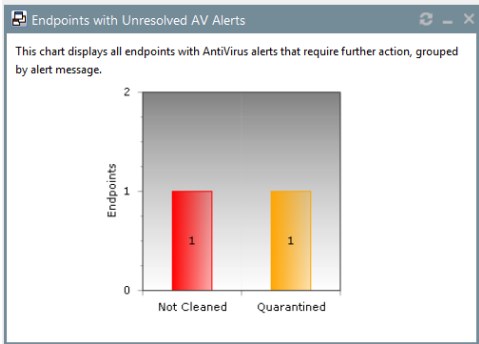 Endpoints with Unresolved AV Alerts
This chart displays all endpoints with AntiVirus alerts that require further action, grouped
by alert message.
2
1
0
Endpoints
1
1
Not Cleaned
Quarantined